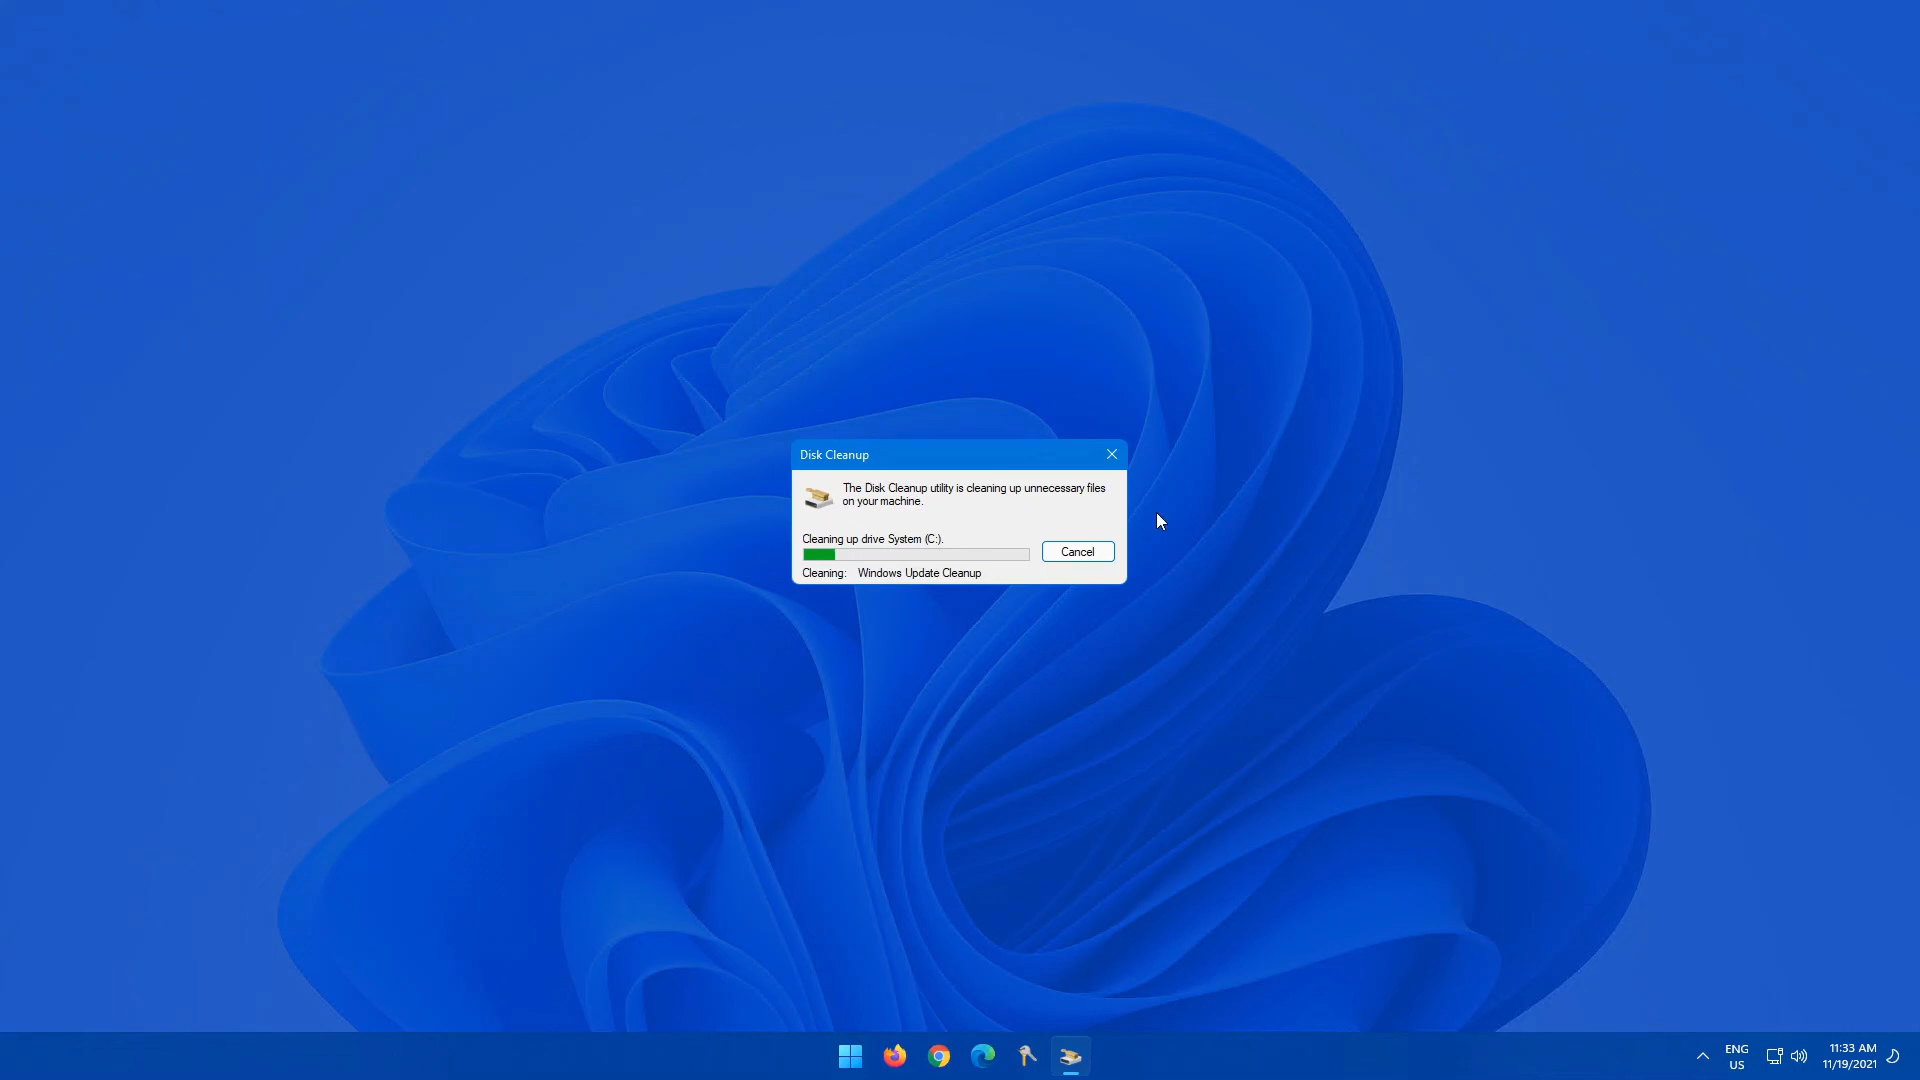 Disk Cleanup
The Disk Cleanup utility is cleaning up unnecessary files
on your machine.
Cleaning up drive System (C:).
Cancel
Cleaning: Windows Update Cleanup
ENG
US
11:33 AM
11/19/2021